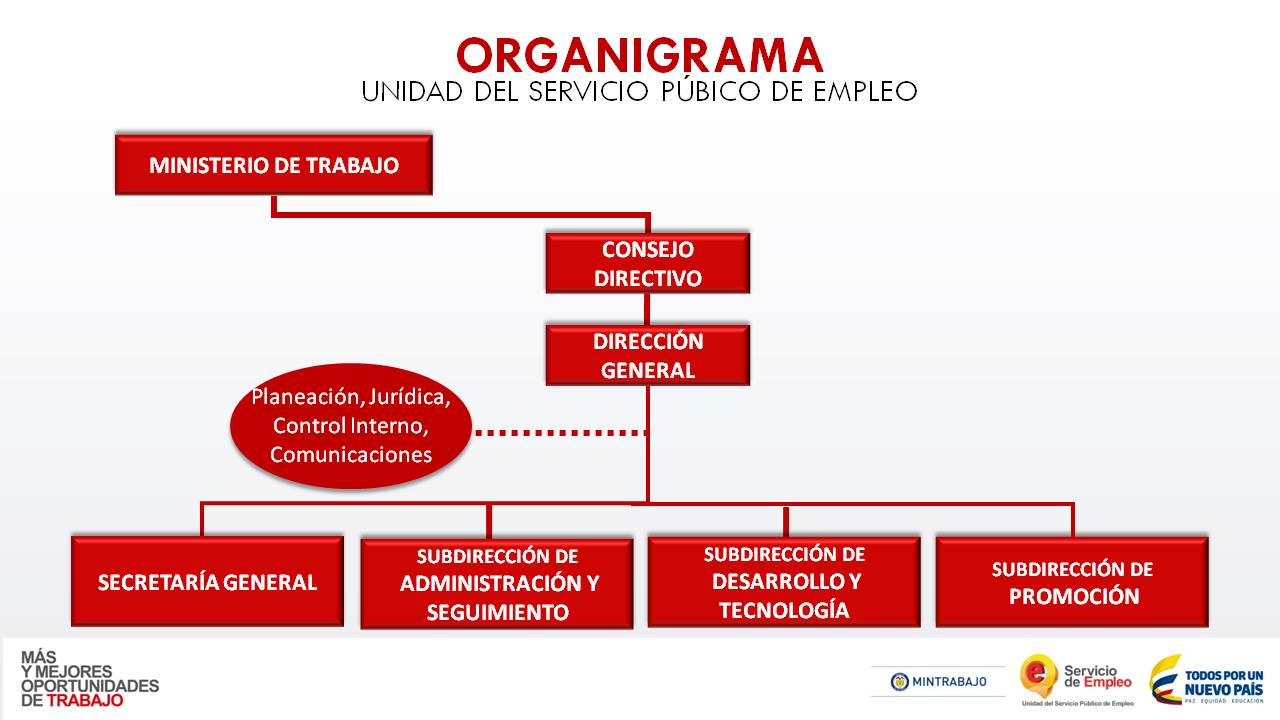 ORGANIGRAMA
UNIDAD DEL SERVICIO PÚBICO DE EMPLEO
MINISTERIO DE TRABAJO
CONSEJO
DIRECTIVO
DIRECCIÓN
GENERAL
Planeación, Jurídica,
Control Interno,
Comunicaciones
SECRETARÍA GENERAL
SUBDIRECCIÓN DE
ADMINISTRACIÓN Y
SEGUIMIENTO
SUBDIRECCIÓN DE
DESARROLLO Y
TECNOLOGÍA
SUBDIRECCIÓN DE
PROMOCIÓN
MÁS
Y MEJORES
OPORTUNIDADES
DE TRABAJO
MINTRABAJO
e
Servicio
de Empleo
Unidad del Servicio Público de Empleo
TODOS POR UN
NUEVO PAÍS
PAZ EQUIDAD EDUCACIÓN